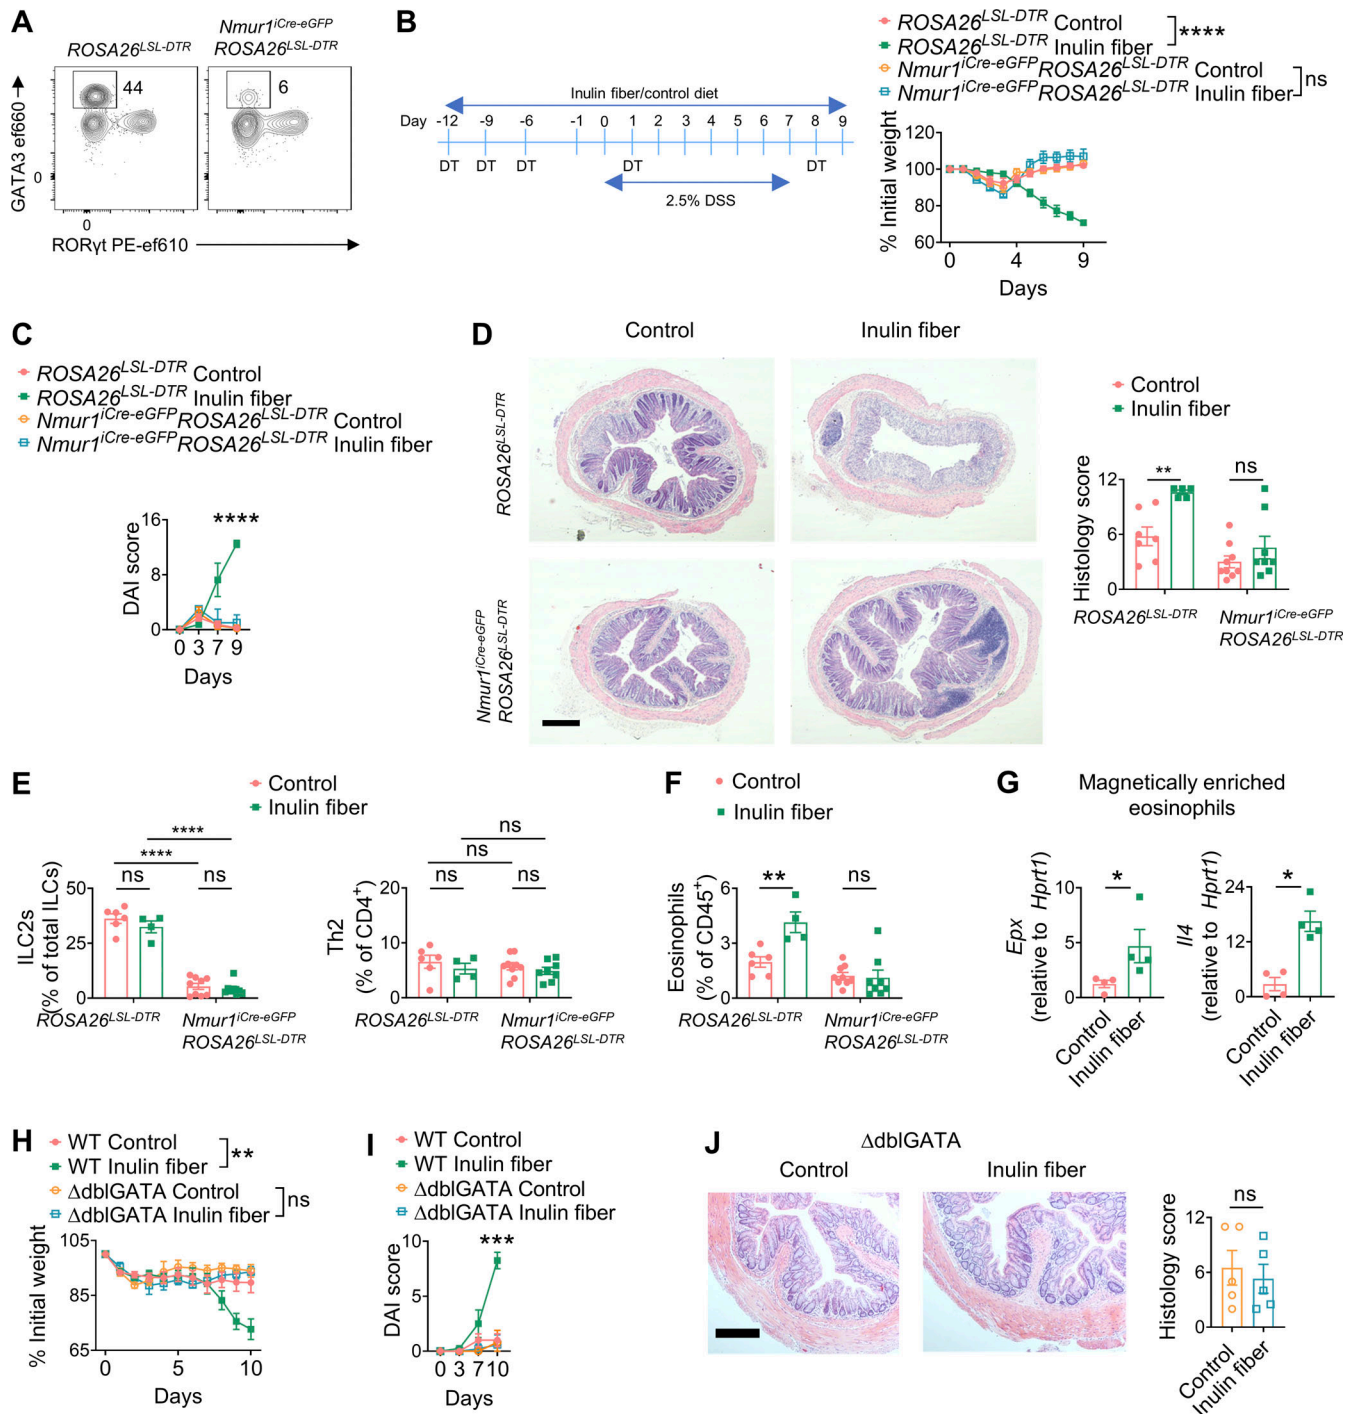 A
ROSA26LSL-DTR
Nmur1iCre-eGFP
ROSA26LSL-DTR
44
6
GATA3 ef660
0
0
RORγt PE-ef610
B
Inulin fiber/control diet
Day -12 -9 -6 -1 0 1 2 3 4 5 6 7 8 9
DT DT DT DT DT
2.5% DSS
ROSA26LSL-DTR Control
ROSA26LSL-DTR Inulin fiber
****
Nmur1iCre-eGFPROSA26LSL-DTR Control
Nmur1iCre-eGFPROSA26LSL-DTR Inulin fiber
ns
% Initial weight
120
100
80
60
0 4 9
Days
C
ROSA26LSL-DTR Control
ROSA26LSL-DTR Inulin fiber
Nmur1iCre-eGFPROSA26LSL-DTR Control
Nmur1iCre-eGFPROSA26LSL-DTR Inulin fiber
DAI score
16
8
0
****
0 3 7 9
Days
D
Control
Inulin fiber
ROSA26LSL-DTR
Nmur1iCre-eGFP
ROSA26LSL-DTR
Control
Inulin fiber
Histology score
12
6
0
**
ns
ROSA26LSL-DTR
Nmur1iCre-eGFP
ROSA26LSL-DTR
E
Control
Inulin fiber
ILC2s
(% of total ILCs)
50
25
0
****
****
ns
ns
ROSA26LSL-DTR
Nmur1iCre-eGFP
ROSA26LSL-DTR
Th2
(% of CD4+)
20
10
0
ns
ns
ns
ns
ROSA26LSL-DTR
Nmur1iCre-eGFP
ROSA26LSL-DTR
F
Control
Inulin fiber
Eosinophils
(% of CD45+)
6
3
0
**
ns
ROSA26LSL-DTR
Nmur1iCre-eGFP
ROSA26LSL-DTR
G
Magnetically enriched
eosinophils
Epx
(relative to Hprt1)
10
5
0
*
Control
Inulin fiber
Il4
(relative to Hprt1)
24
12
0
*
Control
Inulin fiber
H
WT Control
WT Inulin fiber
**
ΔdblGATA Control
ΔdblGATA Inulin fiber
ns
% Initial weight
105
85
65
0 5 10
Days
I
WT Control
WT Inulin fiber
ΔdblGATA Control
ΔdblGATA Inulin fiber
DAI score
10
5
0
***
0 3 7 10
Days
J
ΔdblGATA
Control
Inulin fiber
Histology score
12
6
0
ns
Control
Inulin fiber